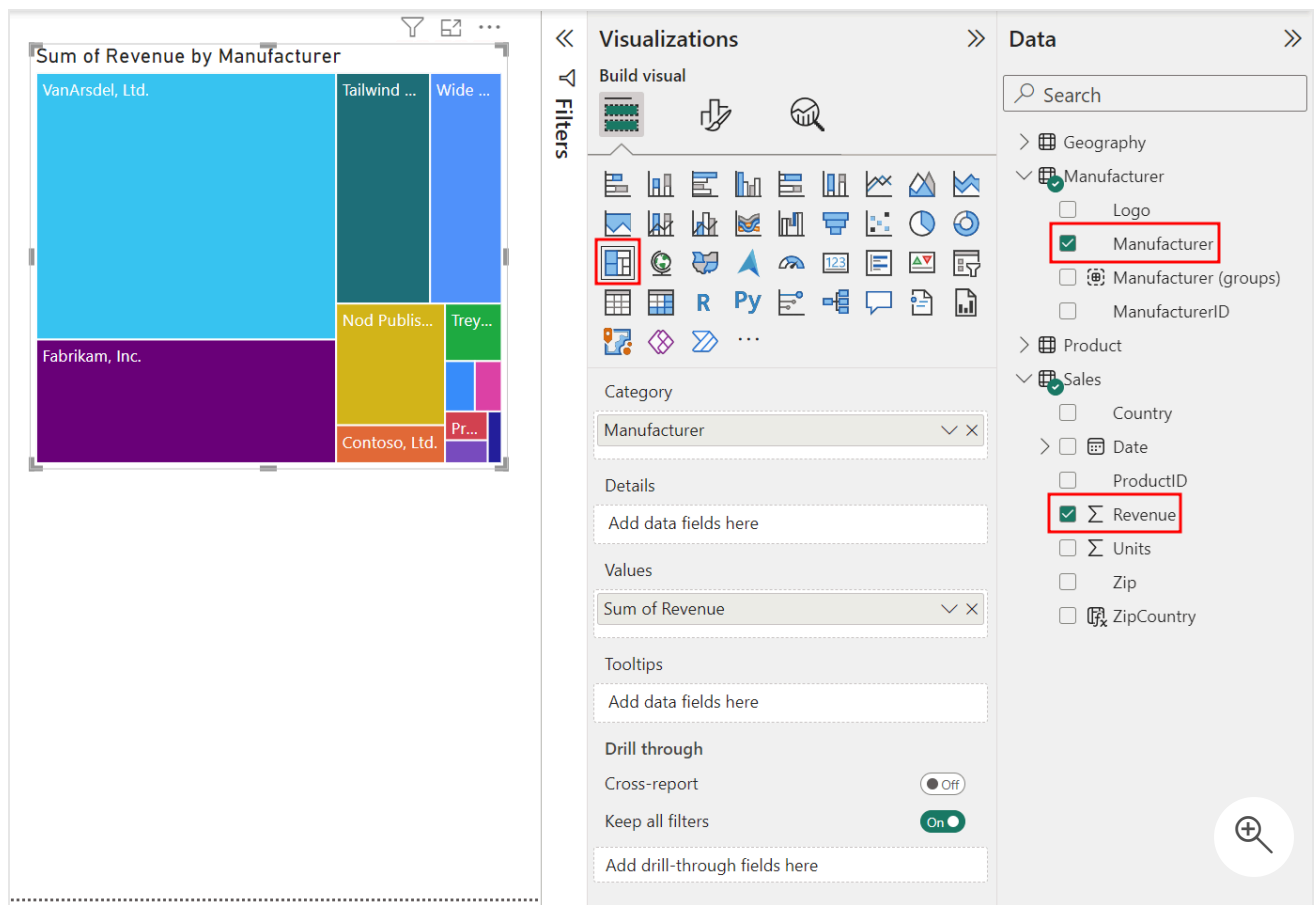 Sum of Revenue by Manufacturer
VanArsdel, Ltd.
Tailwind ...
Wide ...
Fabrikam, Inc.
Nod Publis...
Trey...
Contoso, Ltd.
Pr...
Filters
Visualizations
Build visual
123
R
Py
...
Category
Manufacturer
Details
Add data fields here
Values
Sum of Revenue
Tooltips
Add data fields here
Drill through
Cross-report
Off
Keep all filters
On
Add drill-through fields here
Data
Search
Geography
Manufacturer
Logo
Manufacturer
Manufacturer (groups)
ManufacturerID
Product
Sales
Country
Date
ProductID
Σ Revenue
Σ Units
Zip
ZipCountry